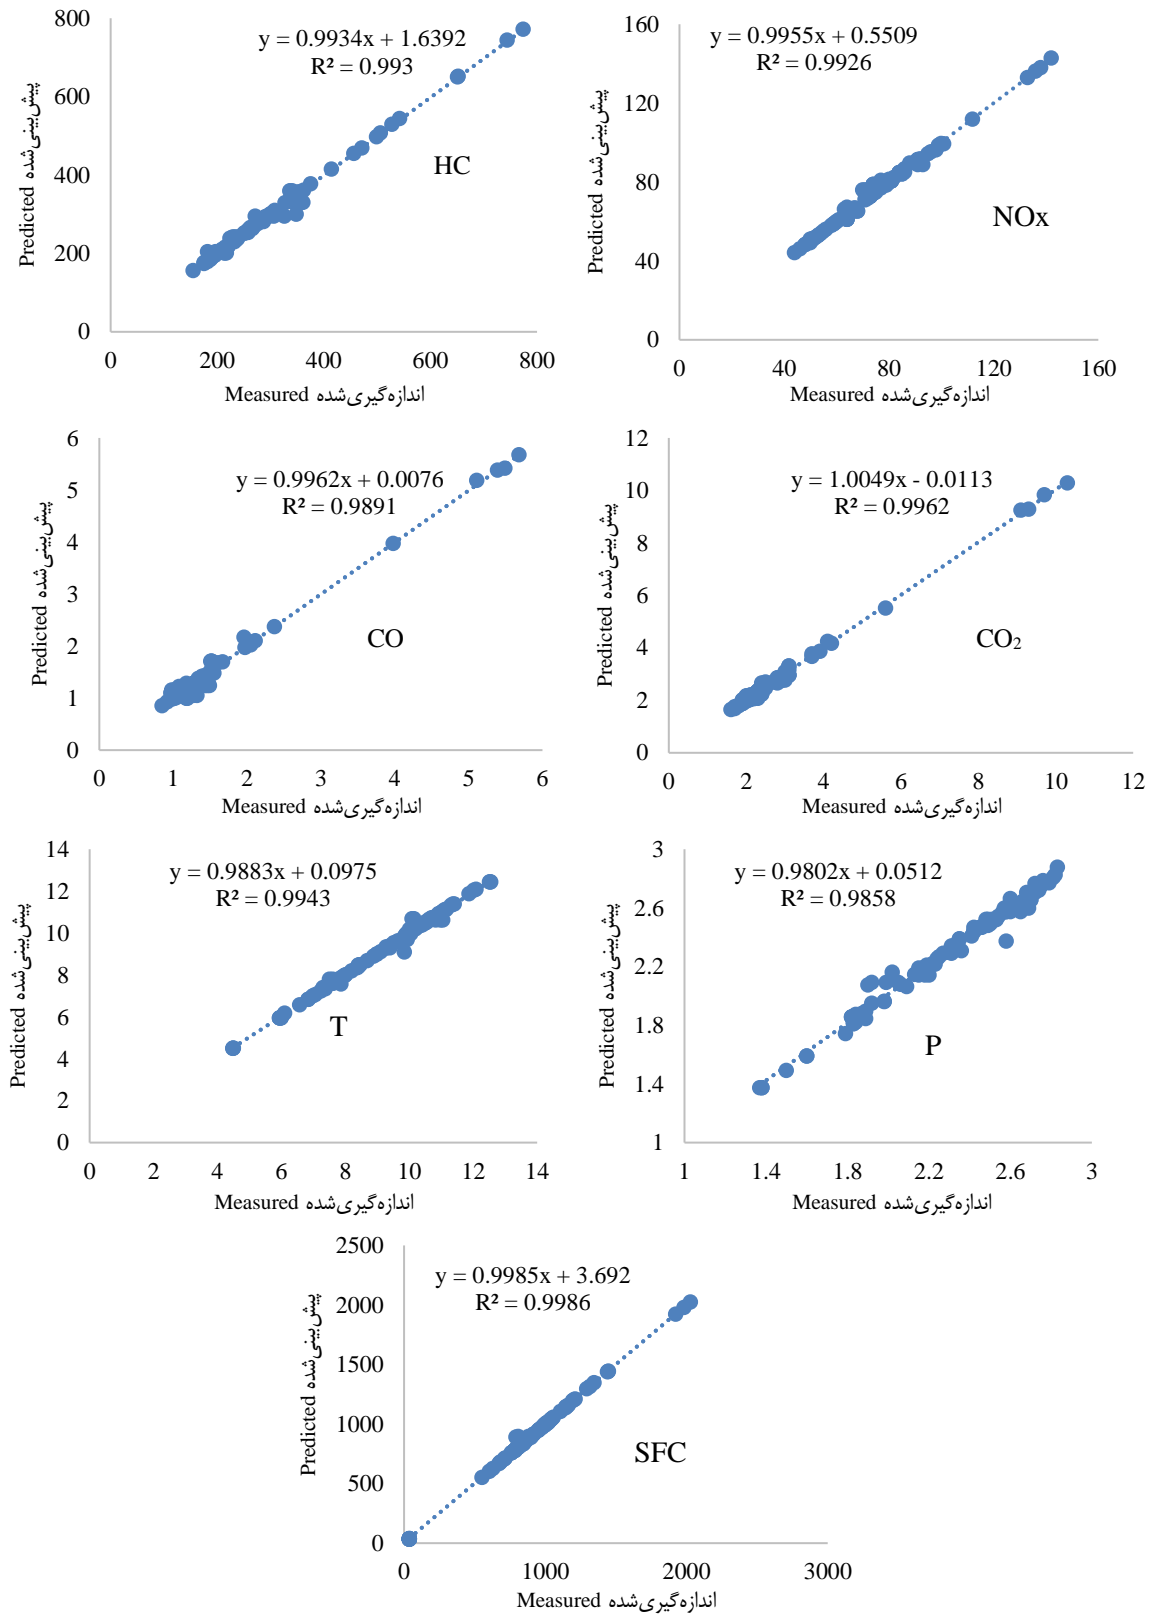 800
600
400
200
0
0
200
400
600
800
y = 0.9934x + 1.6392
R² = 0.993
HC
Predicted پیش‌بینی‌شده
Measured اندازه‌گیری‌شده
160
120
80
40
0
0
40
80
120
160
y = 0.9955x + 0.5509
R² = 0.9926
NOx
Predicted پیش‌بینی‌شده
Measured اندازه‌گیری‌شده
6
5
4
3
2
1
0
0
1
2
3
4
5
6
y = 0.9962x + 0.0076
R² = 0.9891
CO
Predicted پیش‌بینی‌شده
Measured اندازه‌گیری‌شده
12
10
8
6
4
2
0
0
2
4
6
8
10
12
y = 1.0049x - 0.0113
R² = 0.9962
CO₂
Predicted پیش‌بینی‌شده
Measured اندازه‌گیری‌شده
14
12
10
8
6
4
2
0
0
2
4
6
8
10
12
14
y = 0.9883x + 0.0975
R² = 0.9943
T
Predicted پیش‌بینی‌شده
Measured اندازه‌گیری‌شده
3
2.6
2.2
1.8
1.4
1
1
1.4
1.8
2.2
2.6
3
y = 0.9802x + 0.0512
R² = 0.9858
P
Predicted پیش‌بینی‌شده
Measured اندازه‌گیری‌شده
2500
2000
1500
1000
500
0
0
1000
2000
3000
y = 0.9985x + 3.692
R² = 0.9986
SFC
Predicted پیش‌بینی‌شده
Measured اندازه‌گیری‌شده